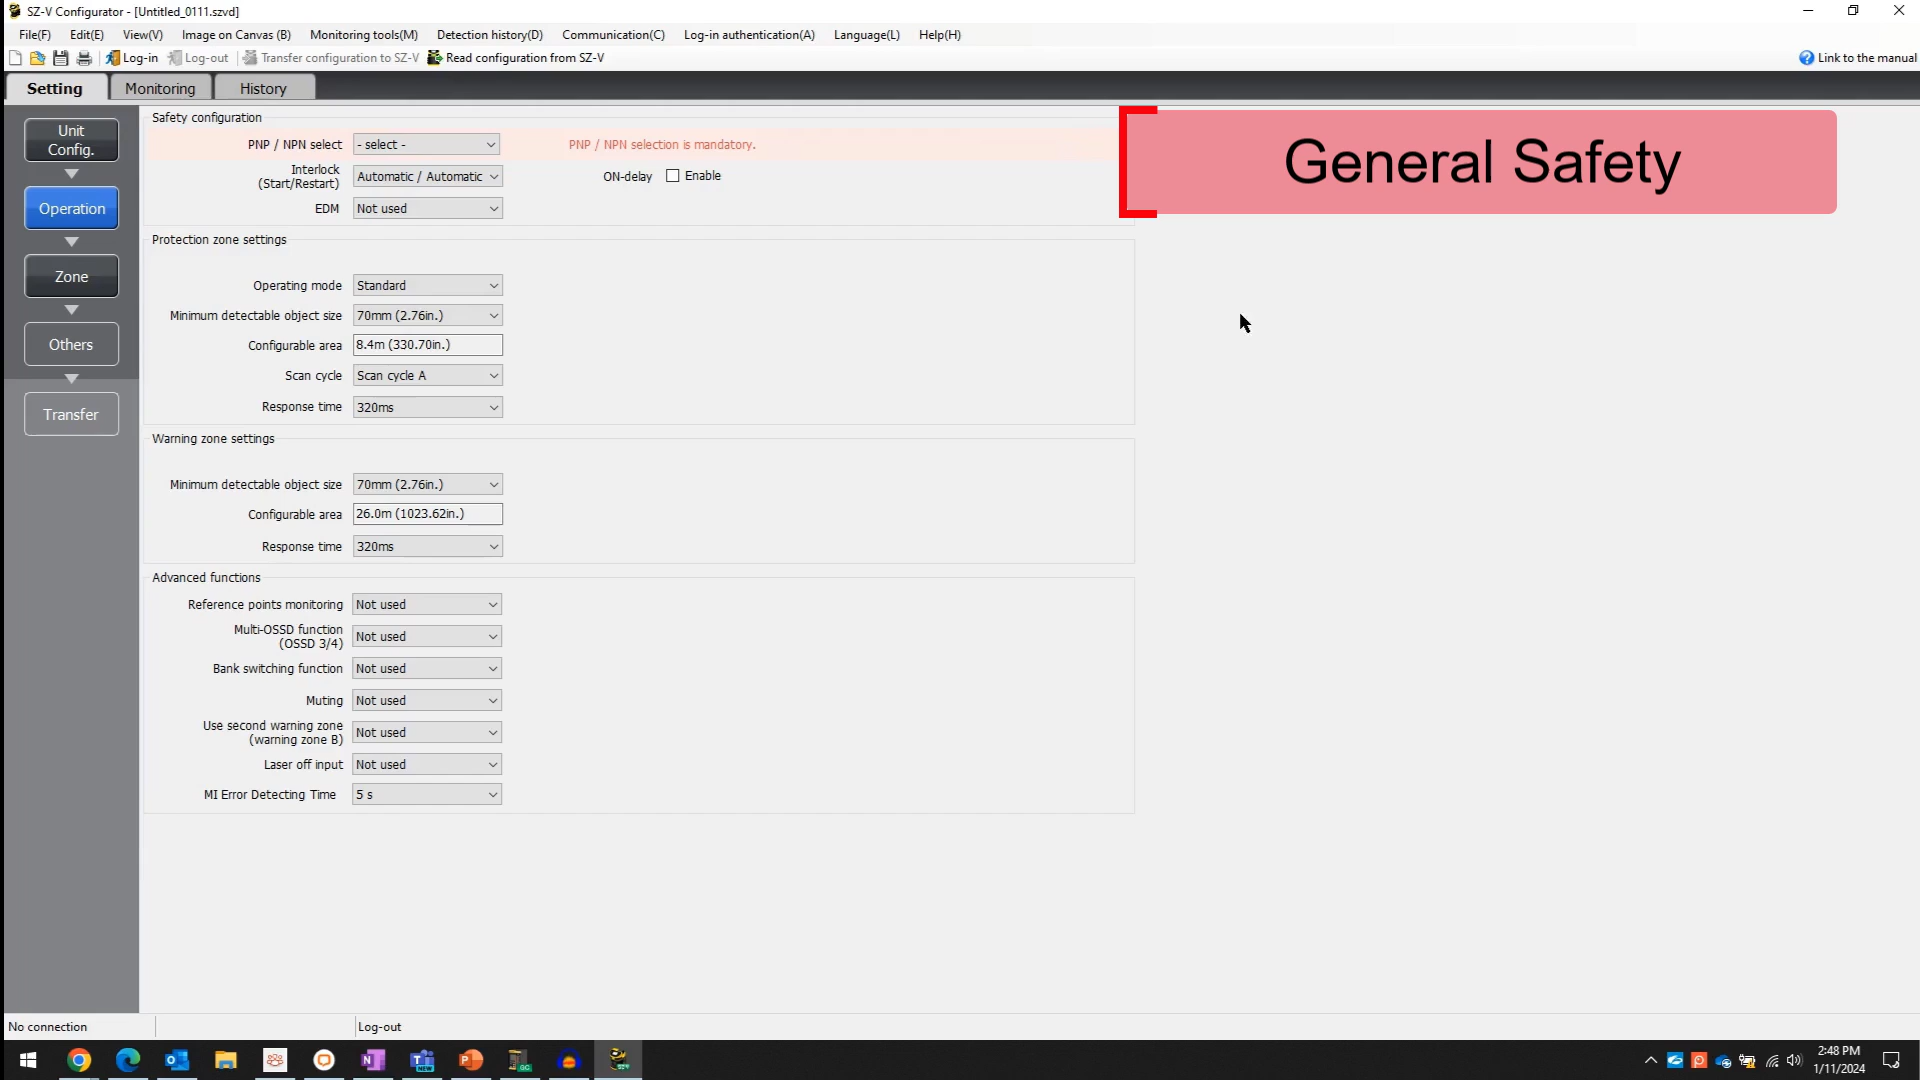 SZ-V Configurator - [Untitled_0111.szvd]
File(F) Edit(E) View(V) Image on Canvas (B) Monitoring tools(M) Detection history(D) Communication(C) Log-in authentication(A) Language(L) Help(H)
Log-in Log-out Transfer configuration to SZ-V Read configuration from SZ-V Link to the manual
Setting Monitoring History
Unit
Config.
Operation
Zone
Others
Transfer
Safety configuration
PNP / NPN select - select - PNP / NPN selection is mandatory.
Interlock
(Start/Restart) Automatic / Automatic ON-delay Enable
EDM Not used
General Safety
Protection zone settings
Operating mode Standard
Minimum detectable object size 70mm (2.76in.)
Configurable area 8.4m (330.70in.)
Scan cycle Scan cycle A
Response time 320ms
Warning zone settings
Minimum detectable object size 70mm (2.76in.)
Configurable area 26.0m (1023.62in.)
Response time 320ms
Advanced functions
Reference points monitoring Not used
Multi-OSSD function
(OSSD 3/4) Not used
Bank switching function Not used
Muting Not used
Use second warning zone
(warning zone B) Not used
Laser off input Not used
MI Error Detecting Time 5 s
No connection Log-out
2:48 PM
1/11/2024